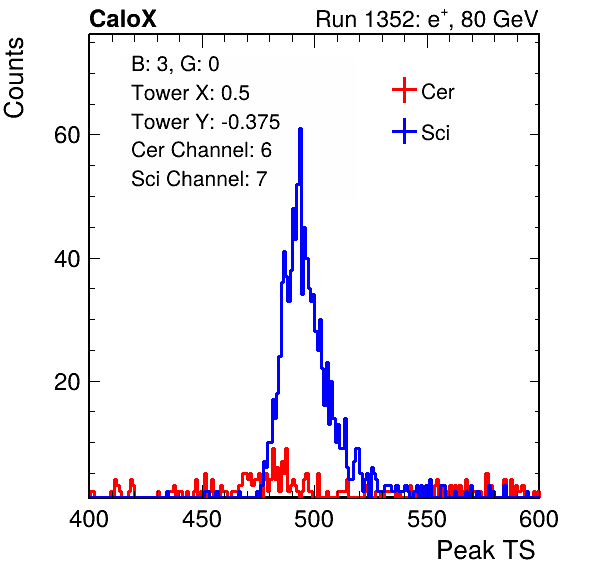 CaloX Run 1352: e⁺, 80 GeV
Counts
B: 3, G: 0
Tower X: 0.5
Tower Y: -0.375
Cer Channel: 6
Sci Channel: 7
Cer
Sci
60
40
20
400 450 500 550 600
Peak TS